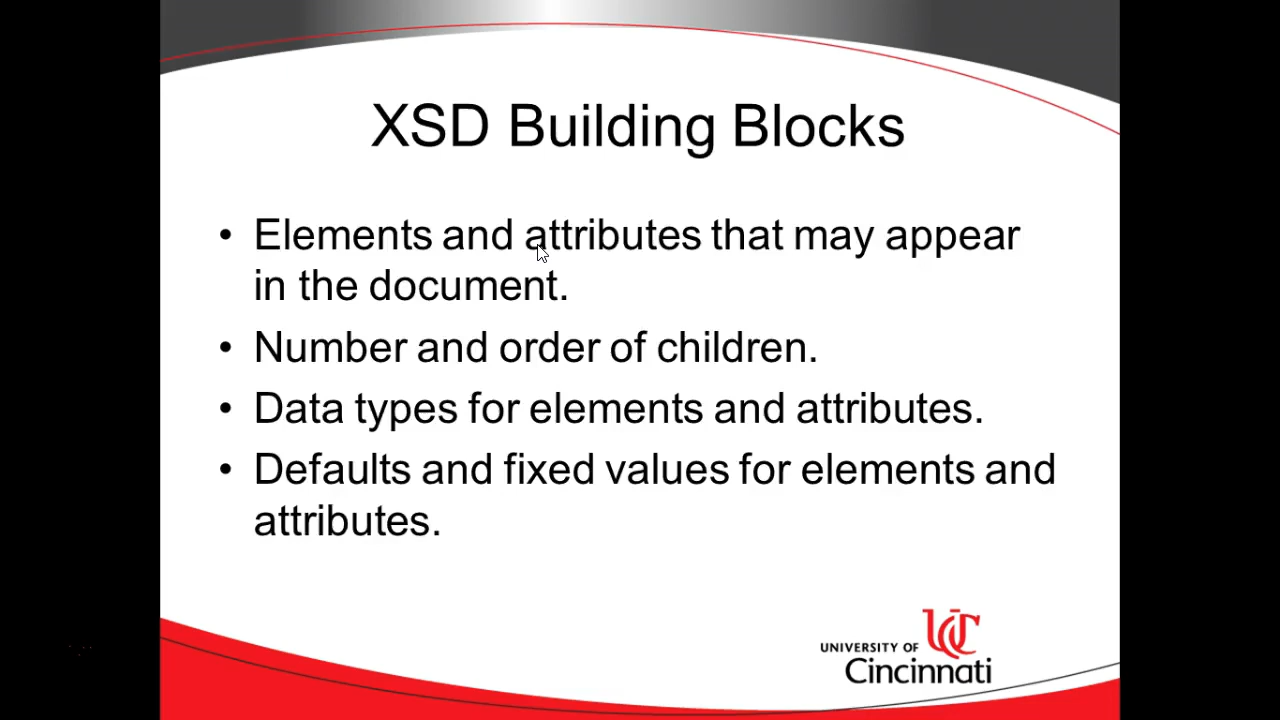 XSD Building Blocks
• Elements and attributes that may appear
in the document.
• Number and order of children.
• Data types for elements and attributes.
• Defaults and fixed values for elements and
attributes.
UC
UNIVERSITY OF
Cincinnati